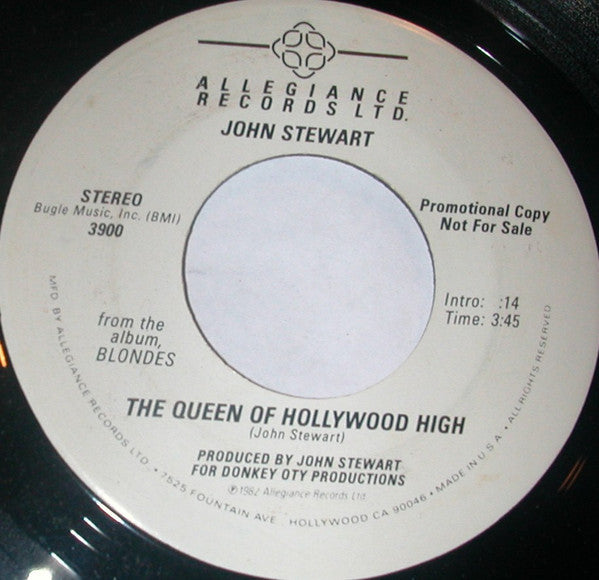 ALLEGIANCE
RECORDS LTD.
JOHN STEWART
STEREO
Bugle Music, Inc. (BMI)
3900
Promotional Copy
Not For Sale
Intro: :14
Time: 3:45
from the
album,
BLONDES
THE QUEEN OF HOLLYWOOD HIGH
(John Stewart)
PRODUCED BY JOHN STEWART
FOR DONKEY OTY PRODUCTIONS
℗1982 Allegiance Records Ltd.
MFD. BY ALLEGIANCE RECORDS LTD. • 7525 FOUNTAIN AVE. HOLLYWOOD CA 90046 • MADE IN U.S.A. • ALL RIGHTS RESERVED